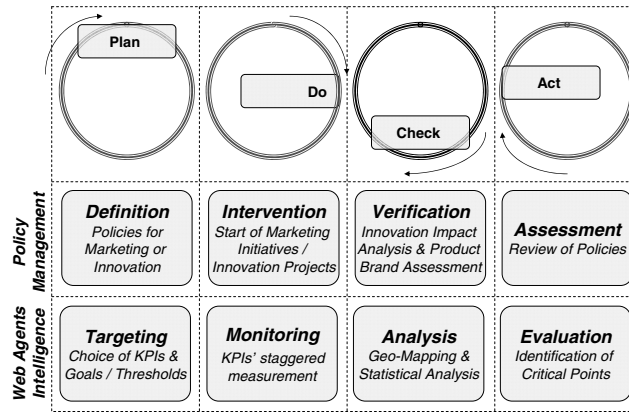 Plan
Do
Check
Act
Policy
Management
Definition
Policies for
Marketing or
Innovation
Intervention
Start of Marketing
Initiatives /
Innovation Projects
Verification
Innovation Impact
Analysis & Product
Brand Assessment
Assessment
Review of Policies
Web Agents
Intelligence
Targeting
Choice of KPIs &
Goals / Thresholds
Monitoring
KPIs' staggered
measurement
Analysis
Geo-Mapping &
Statistical Analysis
Evaluation
Identification of
Critical Points